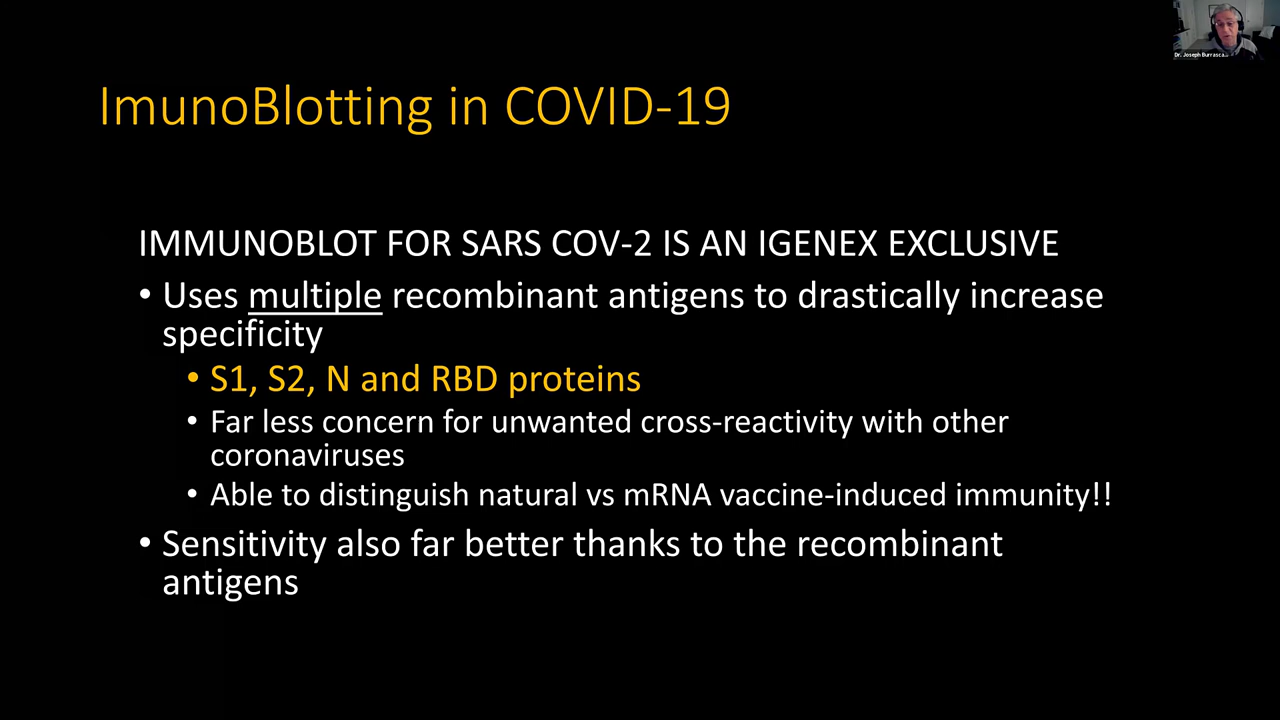 Dr. Joseph Burrasca...
ImunoBlotting in COVID-19
IMMUNOBLOT FOR SARS COV-2 IS AN IGENEX EXCLUSIVE
• Uses multiple recombinant antigens to drastically increase
specificity
• S1, S2, N and RBD proteins
• Far less concern for unwanted cross-reactivity with other
coronaviruses
• Able to distinguish natural vs mRNA vaccine-induced immunity!!
• Sensitivity also far better thanks to the recombinant
antigens